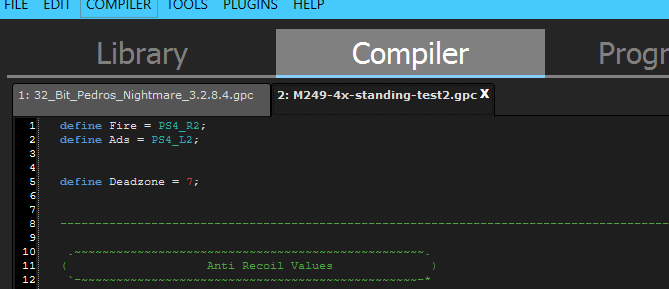 FILE EDIT COMPILER TOOLS PLUGINS HELP
Library Compiler Progr
1: 32_Bit_Pedros_Nightmare_3.2.8.4.gpc 2: M249-4x-standing-test2.gpc X
1 define Fire = PS4_R2;
2 define Ads = PS4_L2;
3
4
5 define Deadzone = 7;
6
7
8 ----------------------------------------------------------------------------------------
9
10 .~~~~~~~~~~~~~~~~~~~~~~~~~~~~~~~~~~~~~~~~~~~~~~~~~~.
11 ( Anti Recoil Values )
12 `-~~~~~~~~~~~~~~~~~~~~~~~~~~~~~~~~~~~~~~~~~~~~~~~~-*